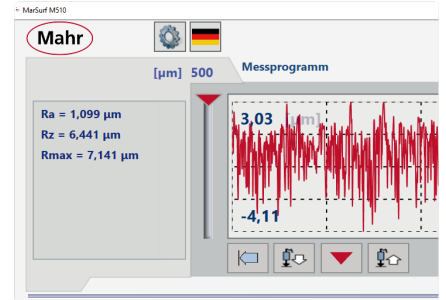 MarSurf M510
Mahr
[µm] 500
Messprogramm
Ra = 1,099 µm
Rz = 6,441 µm
Rmax = 7,141 µm
3,03 [µm]
-4,11